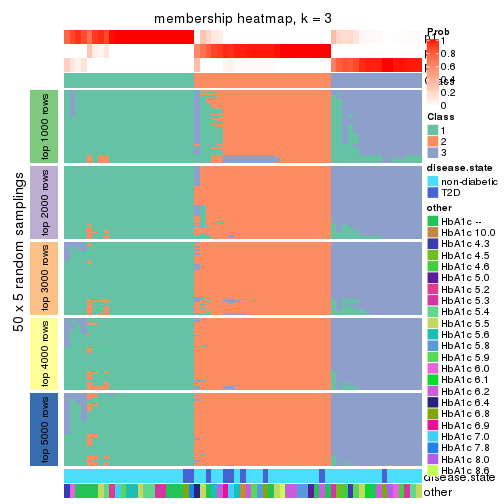 membership heatmap, k = 3
50 x 5 random samplings
top 1000 rows
top 2000 rows
top 3000 rows
top 4000 rows
top 5000 rows
Prob
1
0.8
0.6
0.4
0.2
0
Class
1
2
3
disease.state
non-diabetic
T2D
other
HbA1c --
HbA1c 10.0
HbA1c 4.3
HbA1c 4.5
HbA1c 4.6
HbA1c 5.0
HbA1c 5.2
HbA1c 5.3
HbA1c 5.4
HbA1c 5.5
HbA1c 5.6
HbA1c 5.8
HbA1c 5.9
HbA1c 6.0
HbA1c 6.1
HbA1c 6.2
HbA1c 6.4
HbA1c 6.8
HbA1c 6.9
HbA1c 7.0
HbA1c 7.8
HbA1c 8.0
HbA1c 8.6
disease.state
other